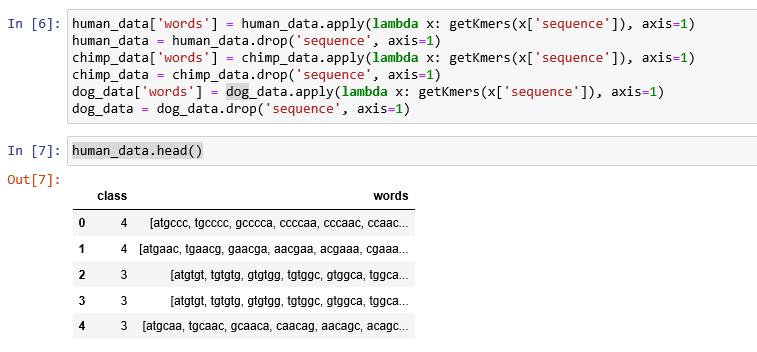 In [6]: human_data['words'] = human_data.apply(lambda x: getKmers(x['sequence']), axis=1)
human_data = human_data.drop('sequence', axis=1)
chimp_data['words'] = chimp_data.apply(lambda x: getKmers(x['sequence']), axis=1)
chimp_data = chimp_data.drop('sequence', axis=1)
dog_data['words'] = dog_data.apply(lambda x: getKmers(x['sequence']), axis=1)
dog_data = dog_data.drop('sequence', axis=1)
In [7]: human_data.head()
Out[7]:
class words
0 4 [atgccc, tgcccc, gcccca, ccccaa, cccaac, ccaac...
1 4 [atgaac, tgaacg, gaacga, aacgaa, acgaaa, cgaaa...
2 3 [atgtgt, tgtgtg, gtgtgg, tgtggc, gtggca, tggca...
3 3 [atgtgt, tgtgtg, gtgtgg, tgtggc, gtggca, tggca...
4 3 [atgcaa, tgcaac, gcaaca, caacag, aacagc, acagc...